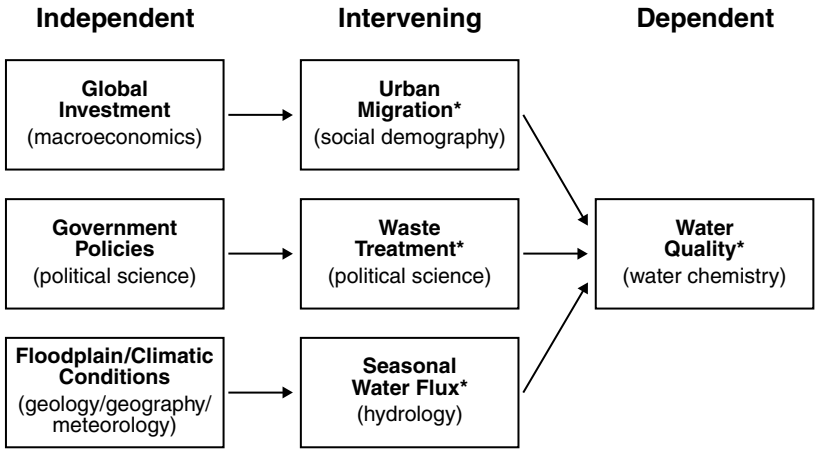 Independent
Intervening
Dependent
Global
Investment
(macroeconomics)
Urban
Migration*
(social demography)
Government
Policies
(political science)
Waste
Treatment*
(political science)
Water
Quality*
(water chemistry)
Floodplain/Climatic
Conditions
(geology/geography/
meteorology)
Seasonal
Water Flux*
(hydrology)